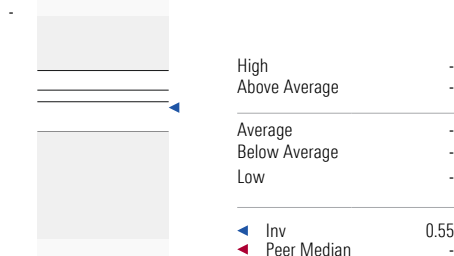 -
High -
Above Average -
Average -
Below Average -
Low -
Inv 0.55
Peer Median -